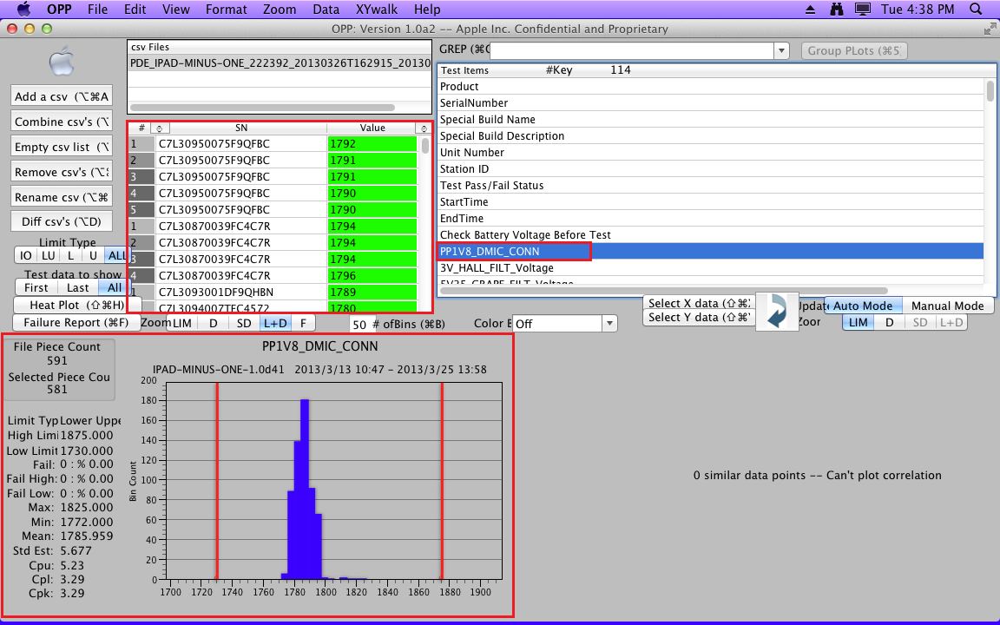 OPP File Edit View Format Zoom Data XYwalk Help Tue 4:38 PM
OPP: Version 1.0a2 -- Apple Inc. Confidential and Proprietary
csv Files
PDE_IPAD-MINUS-ONE_222392_20130326T162915_20130
GREP (⌘G
Group PLots (⌘5
Add a csv (⌥⌘A
Combine csv's (⌥
Empty csv list (⌥
Remove csv's (⌥
Rename csv (⌥⌘
Diff csv's (⌥D)
Limit Type
IO LU L U ALL
Test data to show
First Last All
Heat Plot (⇧⌘H)
Failure Report (⌘F)
# SN Value
1 C7L30950075F9QFBC 1792
2 C7L30950075F9QFBC 1791
3 C7L30950075F9QFBC 1791
4 C7L30950075F9QFBC 1790
5 C7L30950075F9QFBC 1790
1 C7L30870039FC4C7R 1794
2 C7L30870039FC4C7R 1794
3 C7L30870039FC4C7R 1794
4 C7L30870039FC4C7R 1796
1 C7L3093001DF9QHBN 1789
C7L3094007TFC4572 1780
Test Items #Key 114
Product
SerialNumber
Special Build Name
Special Build Description
Unit Number
Station ID
Test Pass/Fail Status
StartTime
EndTime
Check Battery Voltage Before Test
PP1V8_DMIC_CONN
3V_HALL_FILT_Voltage
5V25_GRAPE_FILT_Voltage
Zoom LIM D SD L+D F
50 # ofBins (⌘B)
Color B Off
Select X data (⇧⌘
Select Y data (⇧⌘
Updat Auto Mode Manual Mode
Zoor LIM D SD L+D
File Piece Count
591
Selected Piece Cou
581
Limit Typ Lower Uppe
High Limi 1875.000
Low Limit 1730.000
Fail: 0 : % 0.00
Fail High: 0 : % 0.00
Fail Low: 0 : % 0.00
Max: 1825.000
Min: 1772.000
Mean: 1785.959
Std Est: 5.677
Cpu: 5.23
Cpl: 3.29
Cpk: 3.29
PP1V8_DMIC_CONN
IPAD-MINUS-ONE-1.0d41 2013/3/13 10:47 - 2013/3/25 13:58
Bin Count
200
180
160
140
120
100
80
60
40
20
0
1700 1720 1740 1760 1780 1800 1820 1840 1860 1880 1900
0 similar data points -- Can't plot correlation